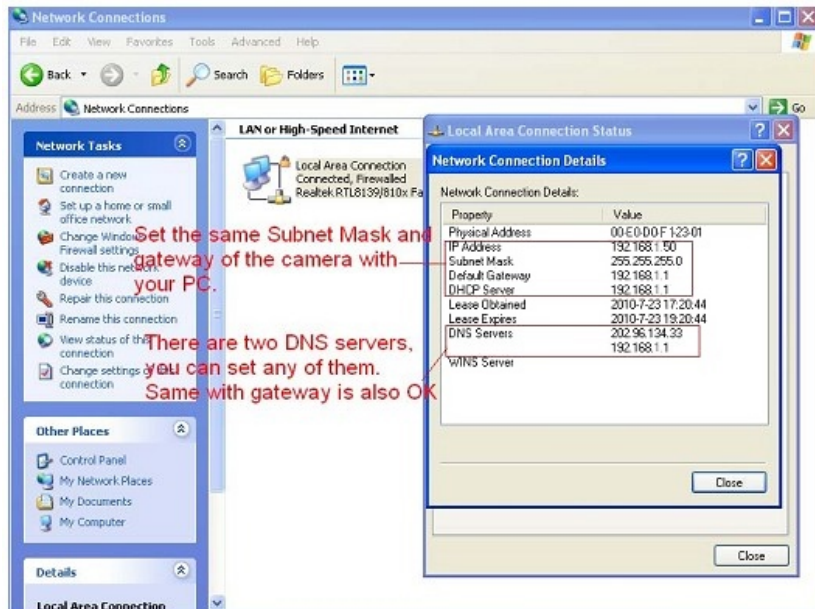 Network Connections
File Edit View Favorites Tools Advanced Help
Back Search Folders
Address Network Connections Go
Network Tasks
Create a new
connection
Set up a home or small
office network
Change Windows
Firewall settings
Disable this network
device
Repair this connection
Rename this connection
View status of this
connection
Change settings of this
connection
Other Places
Control Panel
My Network Places
My Documents
My Computer
Details
Local Area Connection
LAN or High-Speed Internet
Local Area Connection
Connected, Firewalled
Realtek RTL8139/810x Fa
Set the same Subnet Mask and
gateway of the camera with
your PC.
There are two DNS servers,
you can set any of them.
Same with gateway is also OK
Local Area Connection Status
Network Connection Details
Network Connection Details:
Property Value
Physical Address 00-E0-D0-F1-23-01
IP Address 192.168.1.50
Subnet Mask 255.255.255.0
Default Gateway 192.168.1.1
DHCP Server 192.168.1.1
Lease Obtained 2010-7-23 17:20:44
Lease Expires 2010-7-23 19:20:44
DNS Servers 202.96.134.33
192.168.1.1
WINS Server
Close
Close